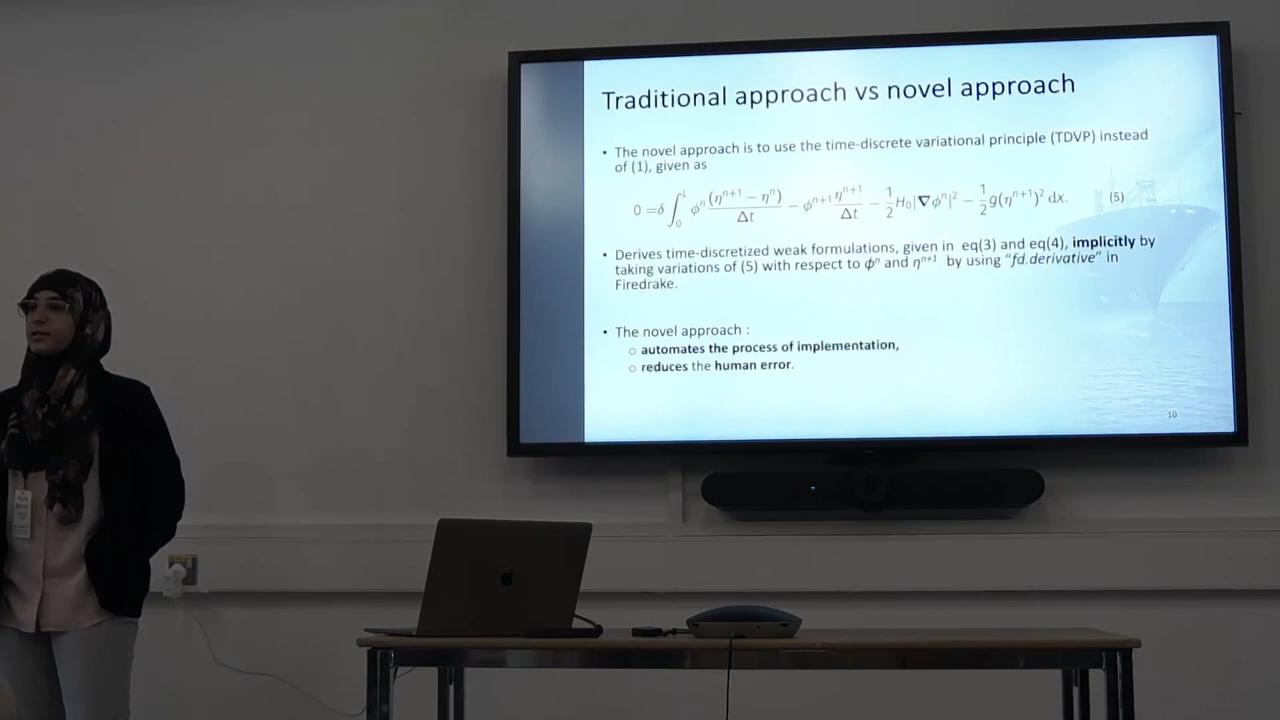 Traditional approach vs novel approach
• The novel approach is to use the time-discrete variational principle (TDVP) instead
of (1), given as
0 =δ ∫₀ᴸ φⁿ (ηⁿ⁺¹ − ηⁿ)/Δt − φⁿ⁺¹ ηⁿ⁺¹/Δt − 1/2 H₀|∇φⁿ|² − 1/2 g(ηⁿ⁺¹)² dx. (5)
• Derives time-discretized weak formulations, given in eq(3) and eq(4), implicitly by
taking variations of (5) with respect to ϕⁿ and ηⁿ⁺¹ by using "fd.derivative" in
Firedrake.
• The novel approach :
○ automates the process of implementation,
○ reduces the human error.
10